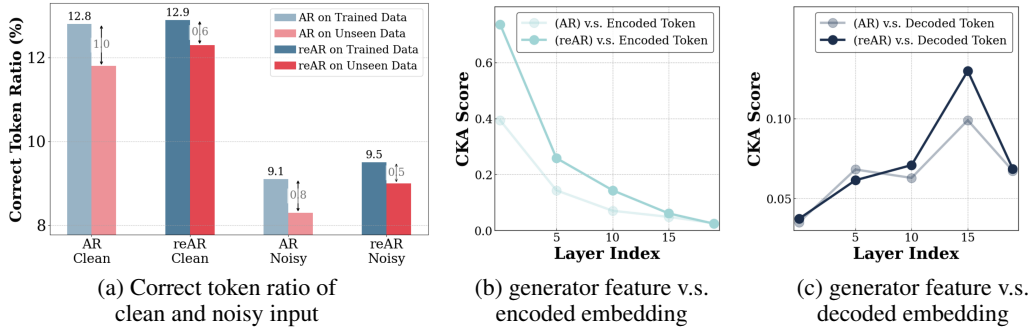 Correct Token Ratio (%)
12
10
8
12.8
1.0
12.9
0.6
9.1
0.8
9.5
0.5
AR on Trained Data
AR on Unseen Data
reAR on Trained Data
reAR on Unseen Data
AR
Clean
reAR
Clean
AR
Noisy
reAR
Noisy
(a) Correct token ratio of
clean and noisy input
CKA Score
0.6
0.4
0.2
0.0
(AR) v.s. Encoded Token
(reAR) v.s. Encoded Token
5
10
15
Layer Index
(b) generator feature v.s.
encoded embedding
CKA Score
0.10
0.05
(AR) v.s. Decoded Token
(reAR) v.s. Decoded Token
5
10
15
Layer Index
(c) generator feature v.s.
decoded embedding